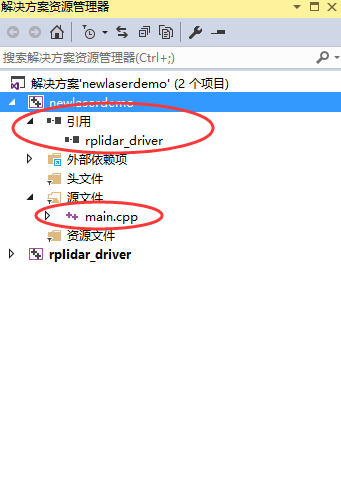 解决方案资源管理器
搜索解决方案资源管理器(Ctrl+;)
解决方案'newlaserdemo' (2 个项目)
newlaserdemo
引用
rplidar_driver
外部依赖项
头文件
源文件
main.cpp
资源文件
rplidar_driver